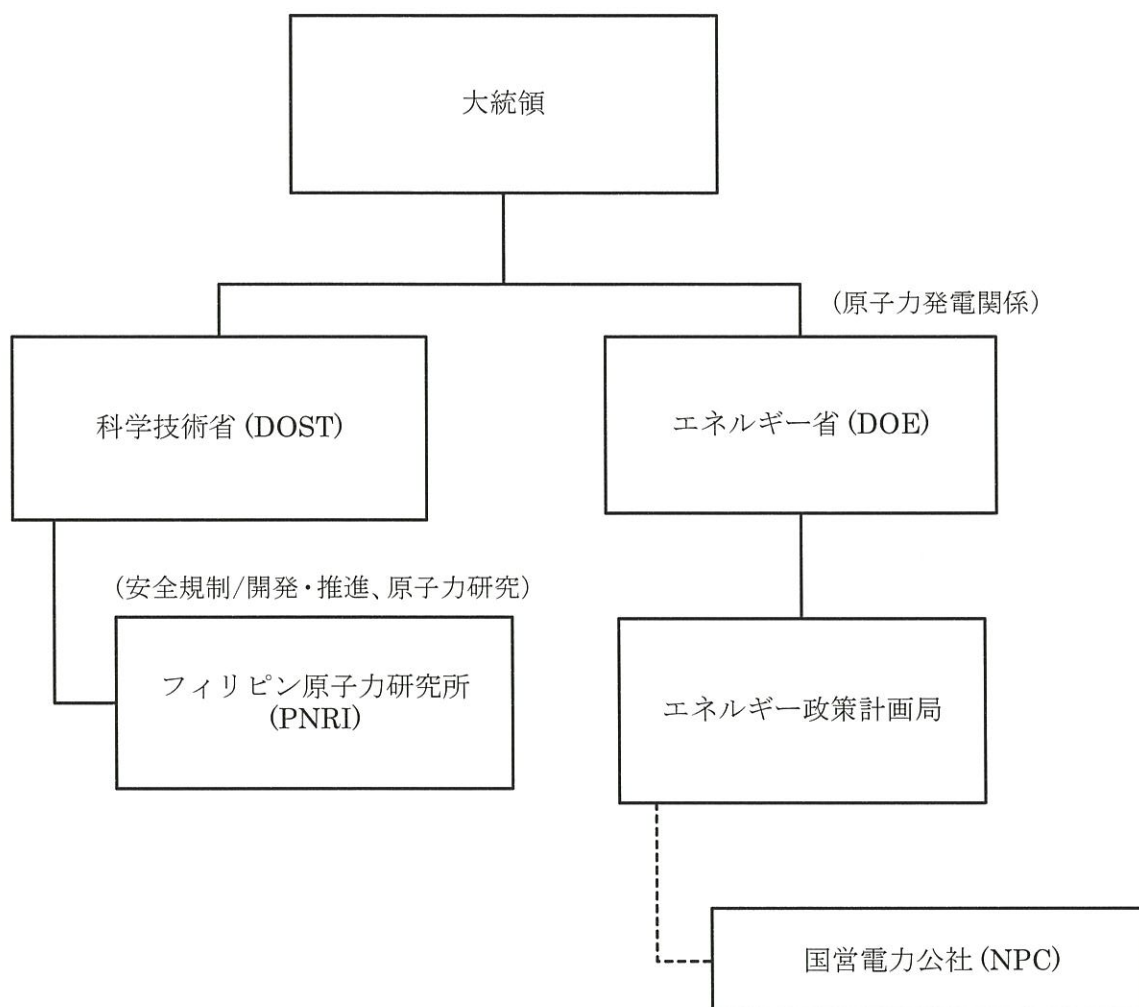 大統領
(原子力発電関係)
科学技術省 (DOST)
エネルギー省 (DOE)
(安全規制/開発・推進、原子力研究)
フィリピン原子力研究所
(PNRI)
エネルギー政策計画局
国営電力公社 (NPC)